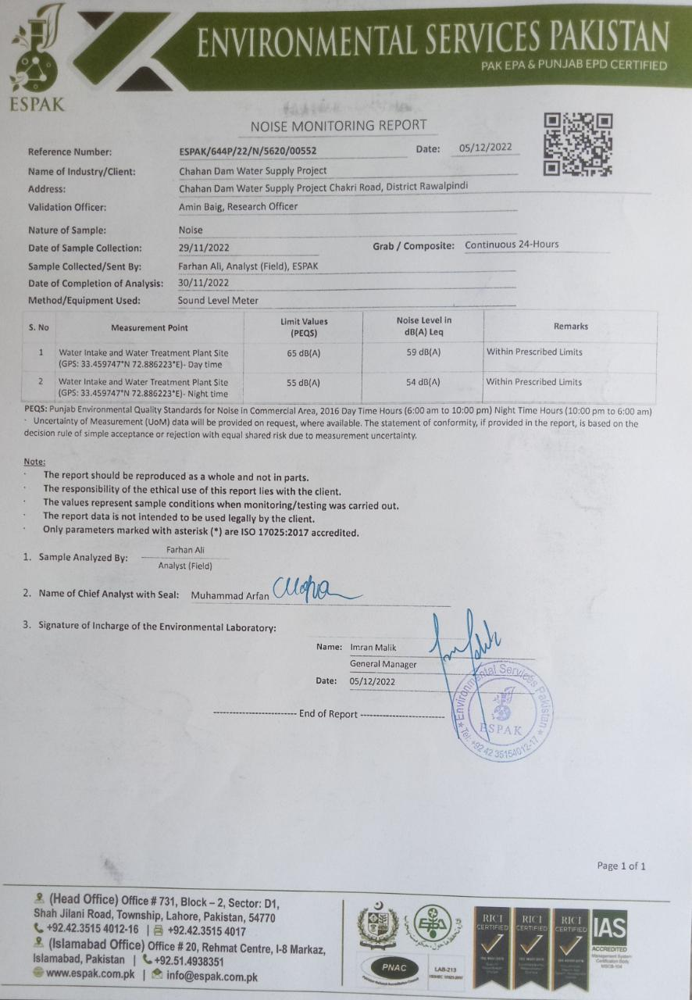 ENVIRONMENTAL SERVICES PAKISTAN
PAK EPA & PUNJAB EPD CERTIFIED
ESPAK
NOISE MONITORING REPORT
Reference Number: ESPAK/644P/22/N/5620/00552 Date: 05/12/2022
Name of Industry/Client: Chahan Dam Water Supply Project
Address: Chahan Dam Water Supply Project Chakri Road, District Rawalpindi
Validation Officer: Amin Baig, Research Officer
Nature of Sample: Noise
Date of Sample Collection: 29/11/2022 Grab / Composite: Continuous 24-Hours
Sample Collected/Sent By: Farhan Ali, Analyst (Field), ESPAK
Date of Completion of Analysis: 30/11/2022
Method/Equipment Used: Sound Level Meter
S. No Measurement Point Limit Values (PEQS) Noise Level in dB(A) Leq Remarks
1 Water Intake and Water Treatment Plant Site 65 dB(A) 59 dB(A) Within Prescribed Limits
(GPS: 33.459747°N 72.886223°E)- Day time
2 Water Intake and Water Treatment Plant Site 55 dB(A) 54 dB(A) Within Prescribed Limits
(GPS: 33.459747°N 72.886223°E)- Night time
PEQS: Punjab Environmental Quality Standards for Noise in Commercial Area, 2016 Day Time Hours (6:00 am to 10:00 pm) Night Time Hours (10:00 pm to 6:00 am)
· Uncertainty of Measurement (UoM) data will be provided on request, where available. The statement of conformity, if provided in the report, is based on the
decision rule of simple acceptance or rejection with equal shared risk due to measurement uncertainty.
Note:
· The report should be reproduced as a whole and not in parts.
· The responsibility of the ethical use of this report lies with the client.
· The values represent sample conditions when monitoring/testing was carried out.
· The report data is not intended to be used legally by the client.
· Only parameters marked with asterisk (*) are ISO 17025:2017 accredited.
1. Sample Analyzed By: Farhan Ali
Analyst (Field)
2. Name of Chief Analyst with Seal: Muhammad Arfan
3. Signature of Incharge of the Environmental Laboratory:
Name: Imran Malik
General Manager
Date: 05/12/2022
Environmental Services Pakistan
ESPAK
Tel: +92 42 35154012-17
-------------------------- End of Report --------------------------
Page 1 of 1
(Head Office) Office # 731, Block – 2, Sector: D1,
Shah Jilani Road, Township, Lahore, Pakistan, 54770
+92.42.3515 4012-16 | +92.42.3515 4017
(Islamabad Office) Office # 20, Rehmat Centre, I-8 Markaz,
Islamabad, Pakistan | +92.51.4938351
www.espak.com.pk | info@espak.com.pk
EPA
PNAC
Pakistan National Accreditation Council
LAB-213
ISO/IEC 17025:2017
RICI
CERTIFIED
RICI
CERTIFIED
RICI
CERTIFIED
IAS
ACCREDITED
Management System
Certification Body
MSCB-104